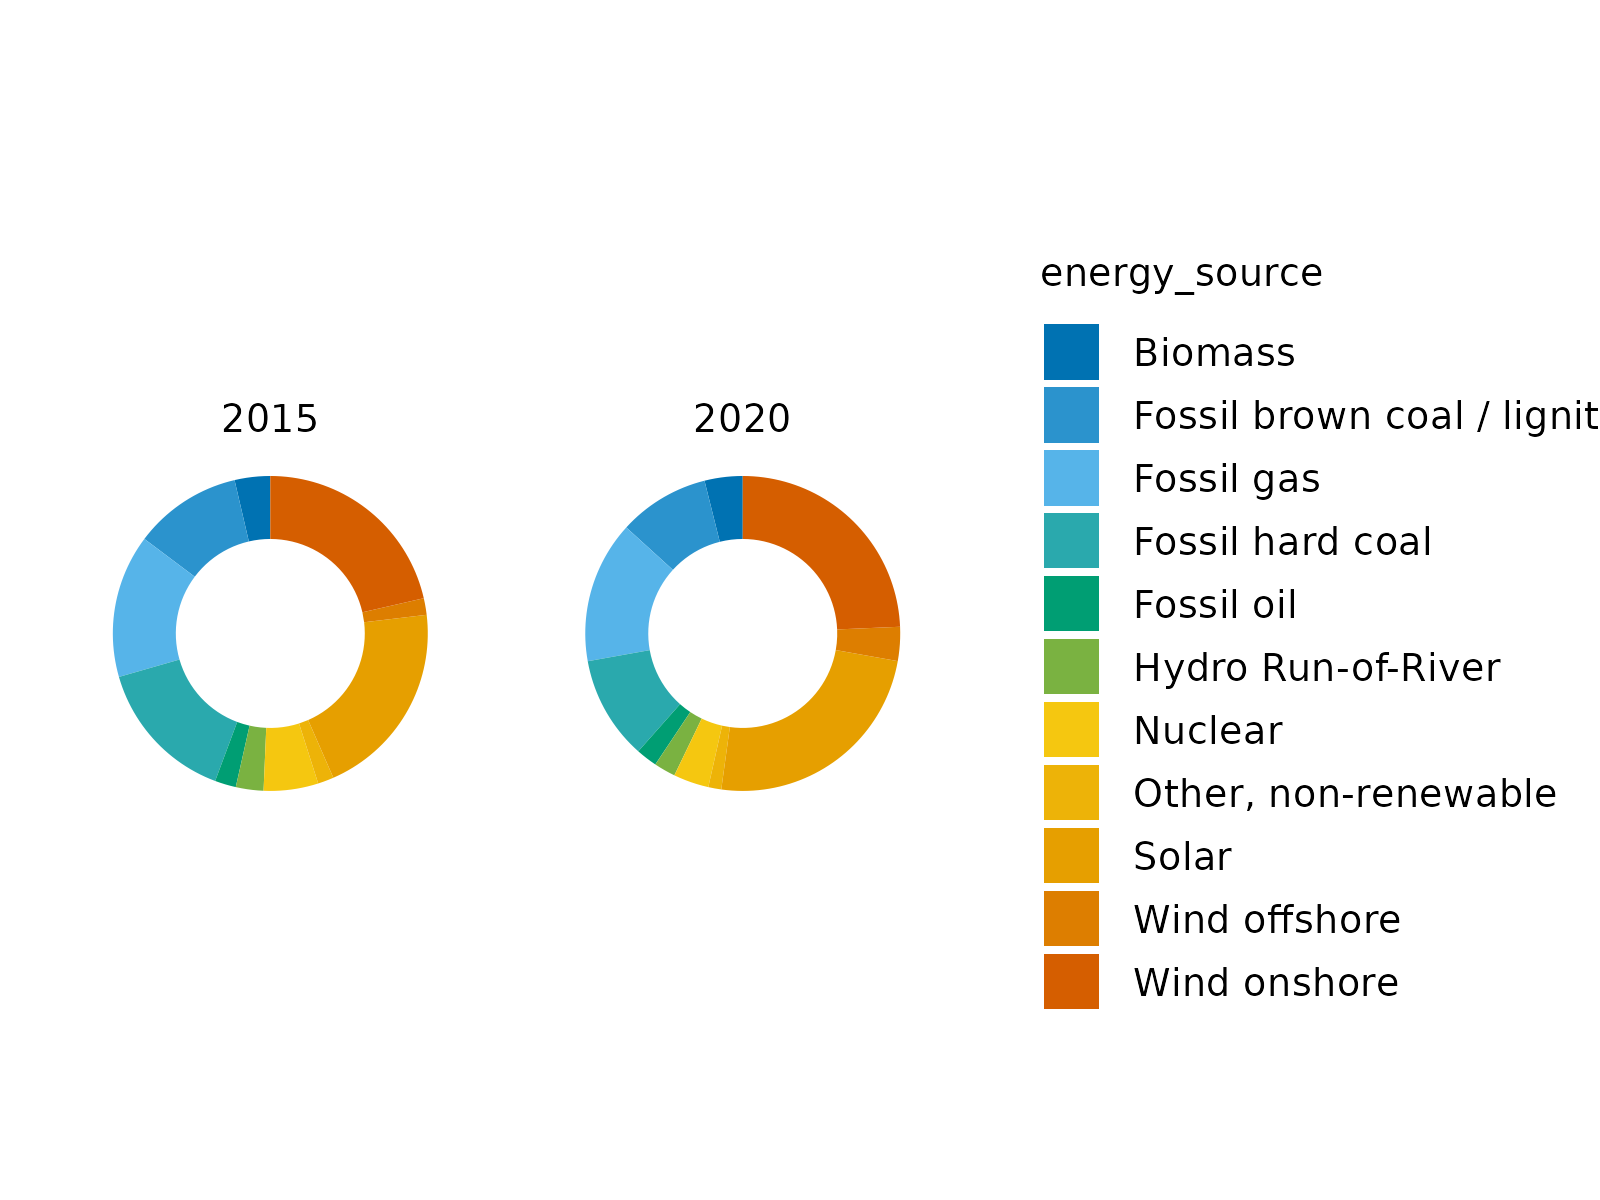 2015
2020
energy_source
Biomass
Fossil brown coal / lignit
Fossil gas
Fossil hard coal
Fossil oil
Hydro Run-of-River
Nuclear
Other, non-renewable
Solar
Wind offshore
Wind onshore